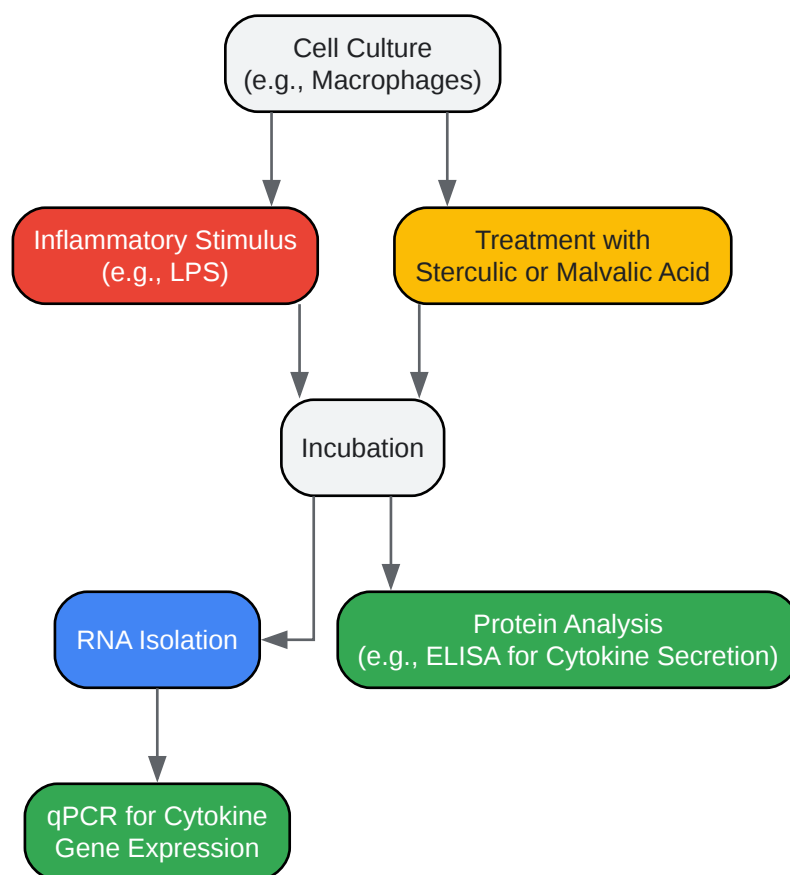 Cell Culture
(e.g., Macrophages)
Inflammatory Stimulus
(e.g., LPS)
Treatment with
Sterculic or Malvalic Acid
Incubation
RNA Isolation
Protein Analysis
(e.g., ELISA for Cytokine Secretion)
qPCR for Cytokine
Gene Expression